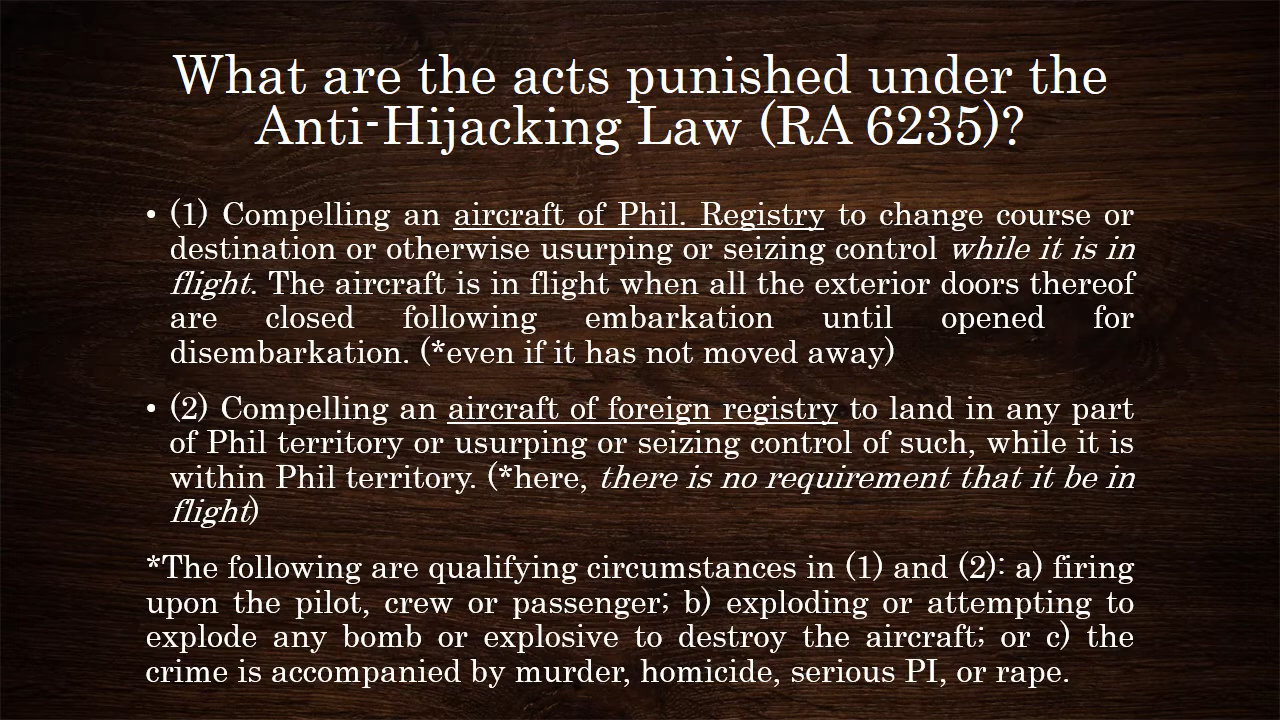 What are the acts punished under the
Anti-Hijacking Law (RA 6235)?
• (1) Compelling an aircraft of Phil. Registry to change course or
destination or otherwise usurping or seizing control while it is in
flight. The aircraft is in flight when all the exterior doors thereof
are closed following embarkation until opened for
disembarkation. (*even if it has not moved away)
• (2) Compelling an aircraft of foreign registry to land in any part
of Phil territory or usurping or seizing control of such, while it is
within Phil territory. (*here, there is no requirement that it be in
flight)
*The following are qualifying circumstances in (1) and (2): a) firing
upon the pilot, crew or passenger; b) exploding or attempting to
explode any bomb or explosive to destroy the aircraft; or c) the
crime is accompanied by murder, homicide, serious PI, or rape.